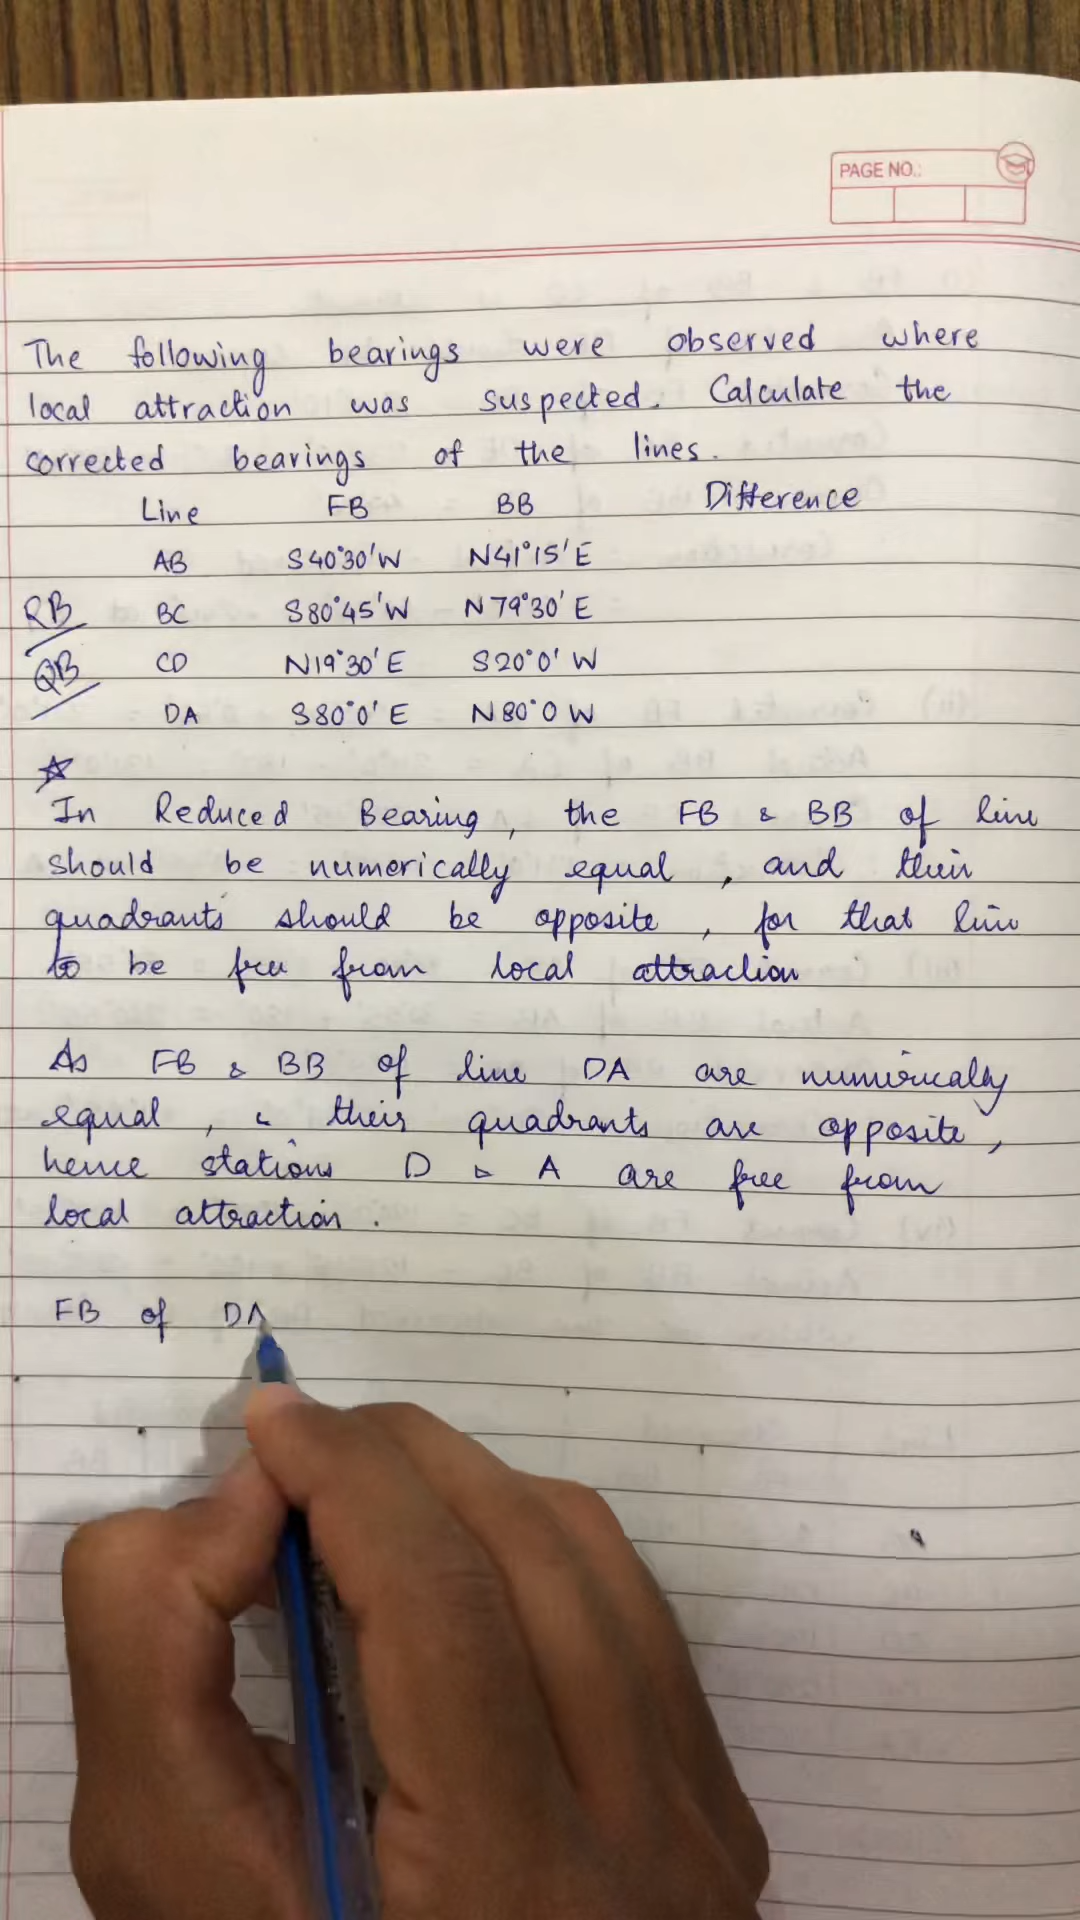 PAGE NO.:
The following bearings were observed where
local attraction was suspected. Calculate the
corrected bearings of the lines.
Line FB BB Difference
AB S40°30'W N41°15'E
RB BC S80°45'W N79°30'E
QB CD N19°30'E S20°0'W
DA S80°0'E N80°0W
In Reduced Bearing, the FB & BB of line
should be numerically equal, and their
quadrants should be opposite, for that line
to be free from local attraction
As FB & BB of line DA are numerically
equal, & their quadrants are opposite,
hence stations D & A are free from
local attraction.
FB of DA